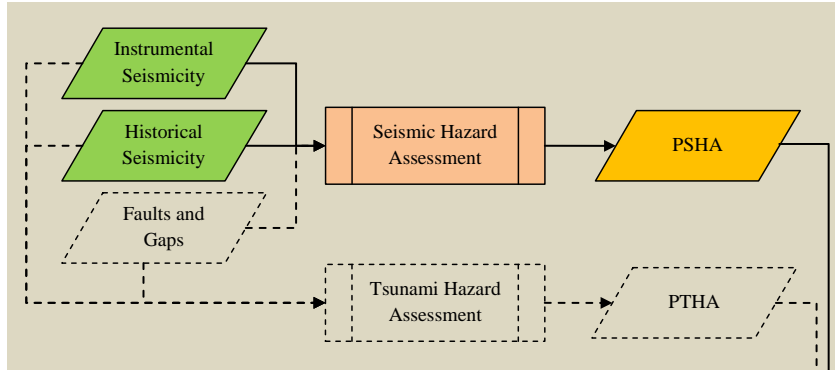 Instrumental
Seismicity
Historical
Seismicity
Seismic Hazard
Assessment
PSHA
Faults and
Gaps
Tsunami Hazard
Assessment
PTHA